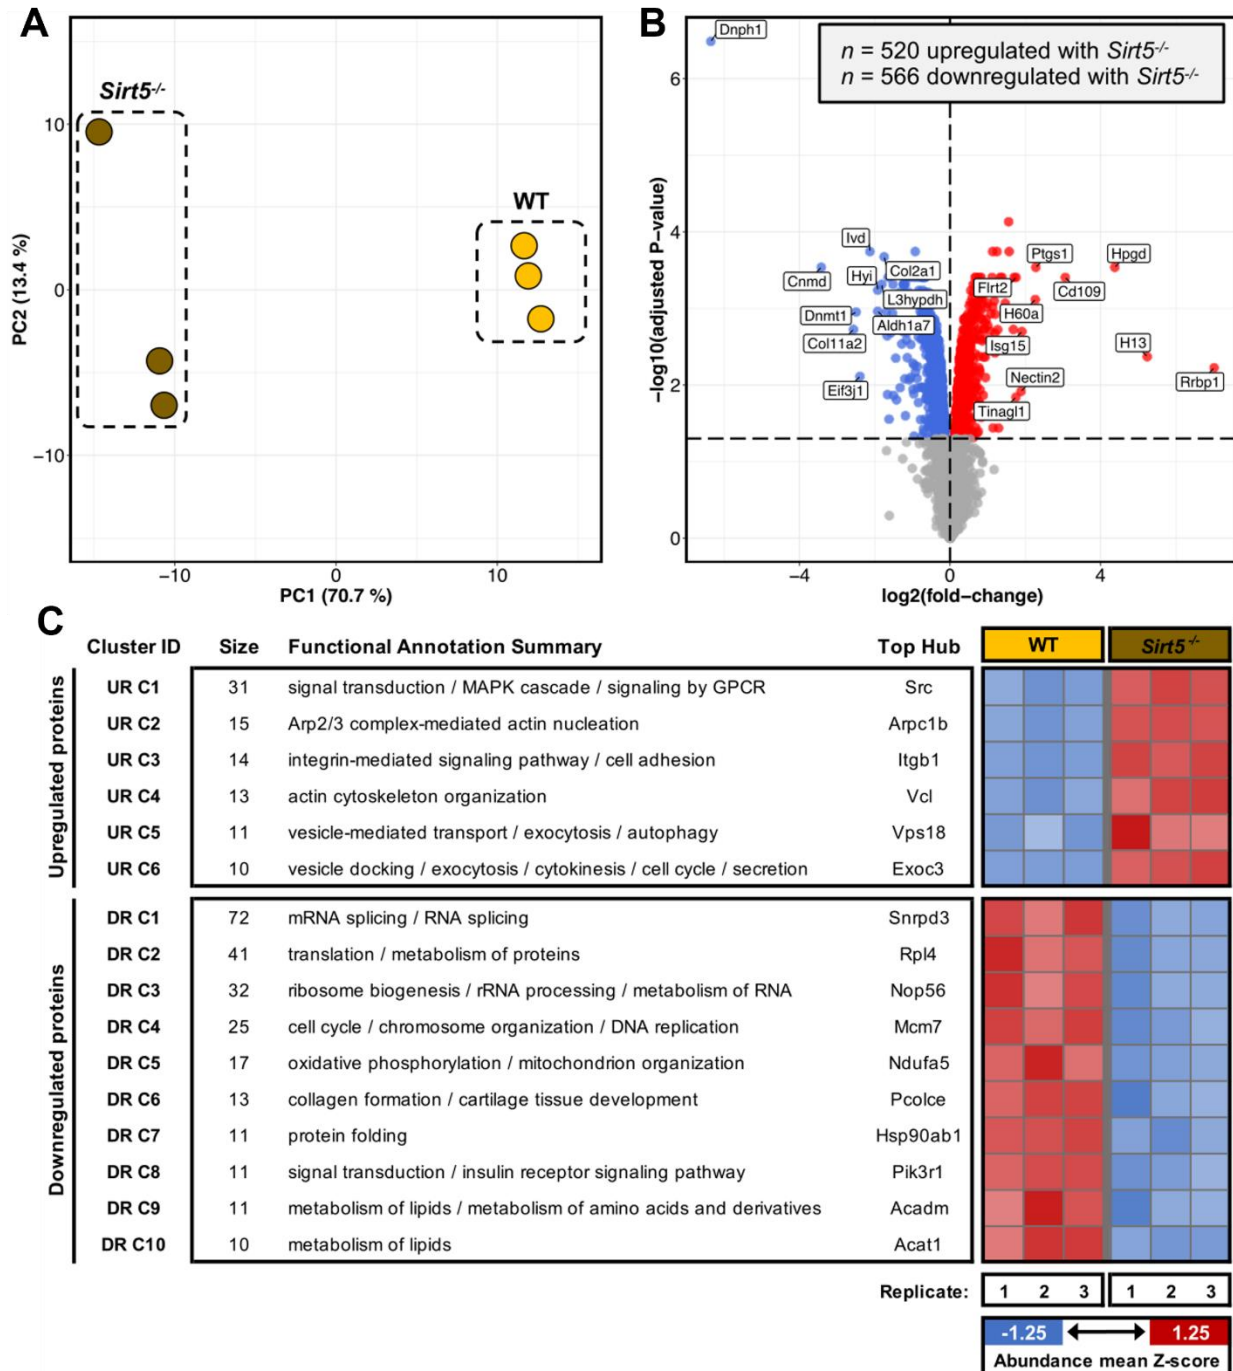 A
Sirt5-/-
WT
10
0
−10
PC2 (13.4 %)
−10
0
10
PC1 (70.7 %)
B
n = 520 upregulated with Sirt5-/-
n = 566 downregulated with Sirt5-/-
Dnph1
Ivd
Cnmd
Hyi
Col2a1
L3hypdh
Dnmt1
Aldh1a7
Col11a2
Eif3j1
Ptgs1
Hpgd
Flrt2
Cd109
H60a
Isg15
H13
Nectin2
Rrbp1
Tinagl1
6
4
2
0
−log10(adjusted P−value)
−4
0
4
log2(fold−change)
C
Cluster ID Size Functional Annotation Summary Top Hub WT Sirt5-/-
Upregulated proteins
UR C1 31 signal transduction / MAPK cascade / signaling by GPCR Src
UR C2 15 Arp2/3 complex-mediated actin nucleation Arpc1b
UR C3 14 integrin-mediated signaling pathway / cell adhesion Itgb1
UR C4 13 actin cytoskeleton organization Vcl
UR C5 11 vesicle-mediated transport / exocytosis / autophagy Vps18
UR C6 10 vesicle docking / exocytosis / cytokinesis / cell cycle / secretion Exoc3
Downregulated proteins
DR C1 72 mRNA splicing / RNA splicing Snrpd3
DR C2 41 translation / metabolism of proteins Rpl4
DR C3 32 ribosome biogenesis / rRNA processing / metabolism of RNA Nop56
DR C4 25 cell cycle / chromosome organization / DNA replication Mcm7
DR C5 17 oxidative phosphorylation / mitochondrion organization Ndufa5
DR C6 13 collagen formation / cartilage tissue development Pcolce
DR C7 11 protein folding Hsp90ab1
DR C8 11 signal transduction / insulin receptor signaling pathway Pik3r1
DR C9 11 metabolism of lipids / metabolism of amino acids and derivatives Acadm
DR C10 10 metabolism of lipids Acat1
Replicate: 1 2 3 1 2 3
-1.25 1.25
Abundance mean Z-score